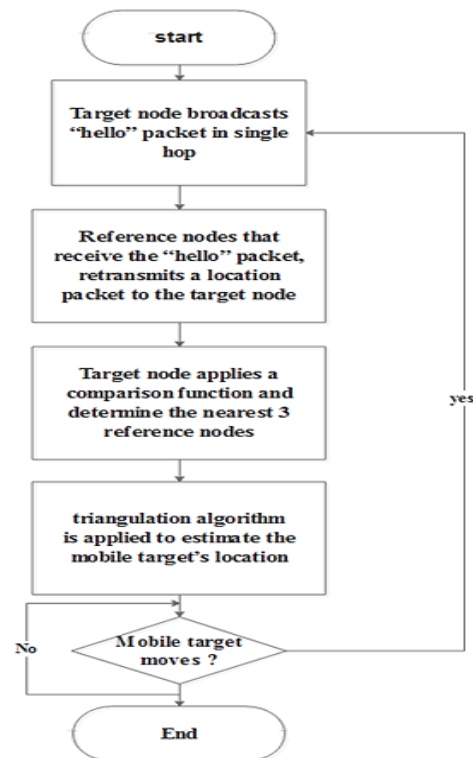 start
Target node broadcasts
“hello” packet in single
hop
Reference nodes that
receive the “hello” packet,
retransmits a location
packet to the target node
Target node applies a
comparison function and
determine the nearest 3
reference nodes
yes
triangulation algorithm
is applied to estimate the
mobile target’s location
No
Mobile target
moves ?
End